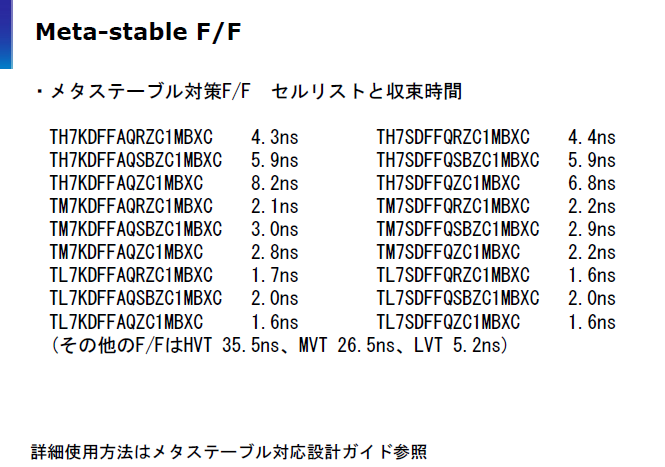 Meta-stable F/F
・メタステーブル対策F/F　セルリストと収束時間
TH7KDFFAQRZC1MBXC 4.3ns TH7SDFFQRZC1MBXC 4.4ns
TH7KDFFAQSBZC1MBXC 5.9ns TH7SDFFQSBZC1MBXC 5.9ns
TH7KDFFAQZC1MBXC 8.2ns TH7SDFFQZC1MBXC 6.8ns
TM7KDFFAQRZC1MBXC 2.1ns TM7SDFFQRZC1MBXC 2.2ns
TM7KDFFAQSBZC1MBXC 3.0ns TM7SDFFQSBZC1MBXC 2.9ns
TM7KDFFAQZC1MBXC 2.8ns TM7SDFFQZC1MBXC 2.2ns
TL7KDFFAQRZC1MBXC 1.7ns TL7SDFFQRZC1MBXC 1.6ns
TL7KDFFAQSBZC1MBXC 2.0ns TL7SDFFQSBZC1MBXC 2.0ns
TL7KDFFAQZC1MBXC 1.6ns TL7SDFFQZC1MBXC 1.6ns
(その他のF/FはHVT 35.5ns、MVT 26.5ns、LVT 5.2ns)
詳細使用方法はメタステーブル対応設計ガイド参照